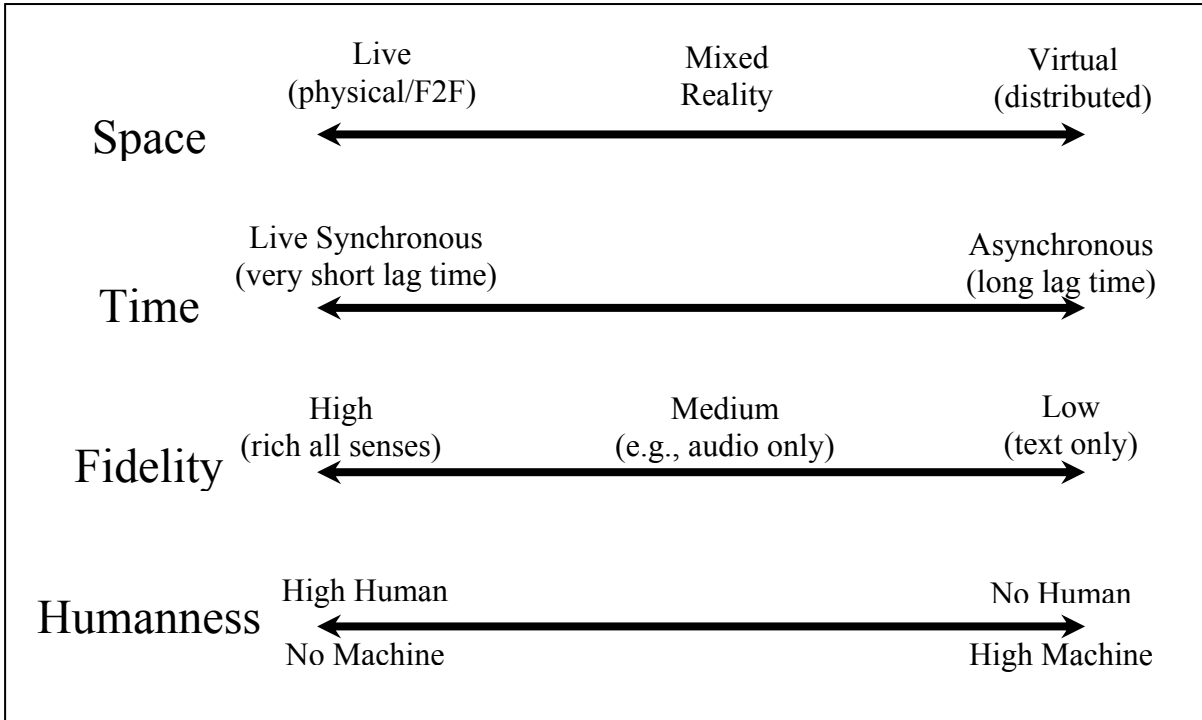 Live
(physical/F2F)
Mixed
Reality
Virtual
(distributed)
Space
Live Synchronous
(very short lag time)
Asynchronous
(long lag time)
Time
High
(rich all senses)
Medium
(e.g., audio only)
Low
(text only)
Fidelity
High Human
No Human
Humanness
No Machine
High Machine